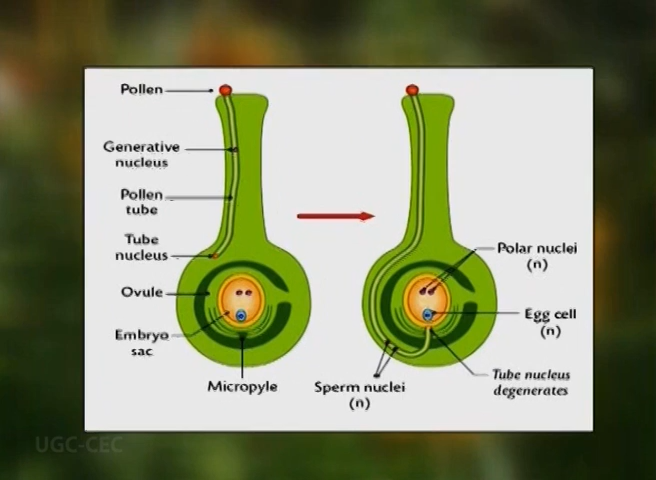 Pollen
Generative
nucleus
Pollen
tube
Tube
nucleus
Ovule
Embryo
sac
Micropyle
Polar nuclei
(n)
Egg cell
(n)
Sperm nuclei
(n)
Tube nucleus
degenerates
UGC-CEC